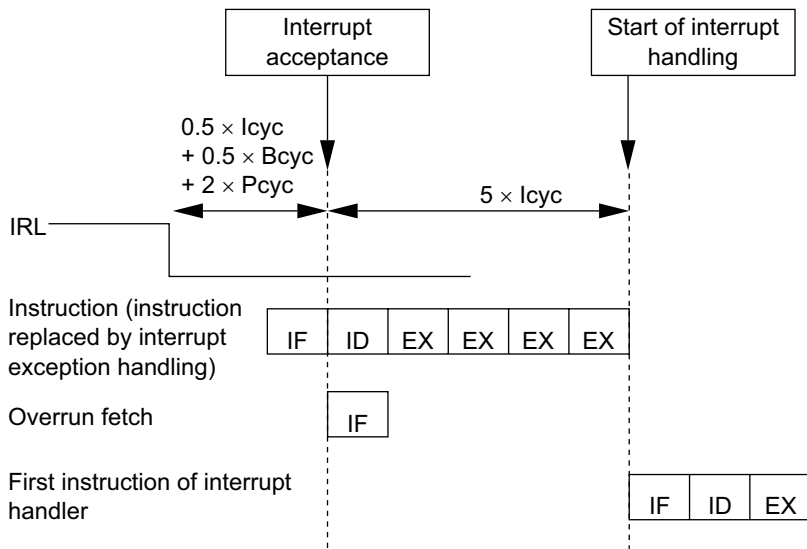 Interrupt
acceptance
Start of interrupt
handling
0.5 × Icyc
+ 0.5 × Bcyc
+ 2 × Pcyc
5 × Icyc
IRL
Instruction (instruction
replaced by interrupt
exception handling)
IF ID EX EX EX EX
Overrun fetch
IF
First instruction of interrupt
handler
IF ID EX